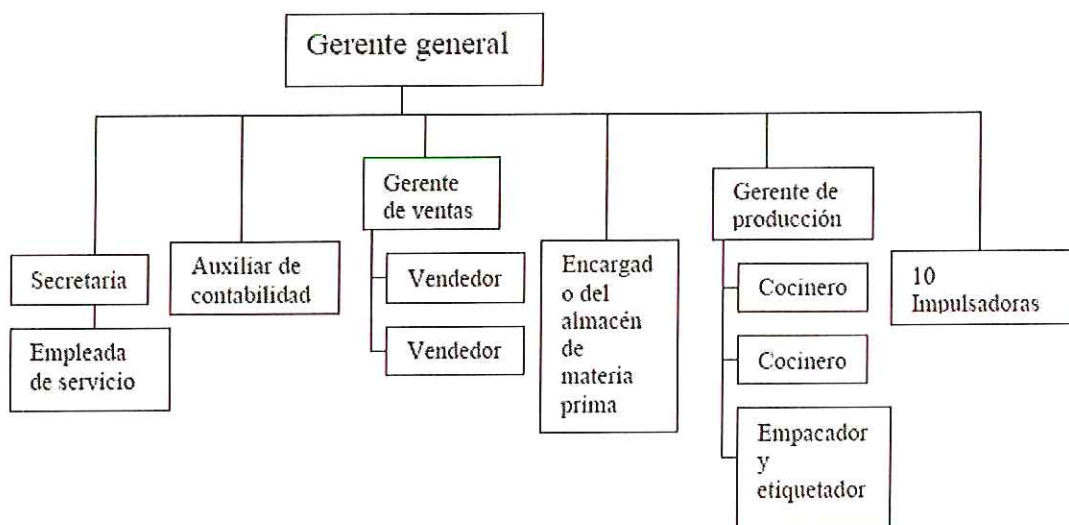 Gerente general
Gerente
de ventas
Gerente de
producción
Secretaria
Auxiliar de
contabilidad
Vendedor
Encargad
o del
almacén
de
materia
prima
Cocinero
10
Impulsadoras
Empleada
de servicio
Vendedor
Cocinero
Empacador
y
etiquetador